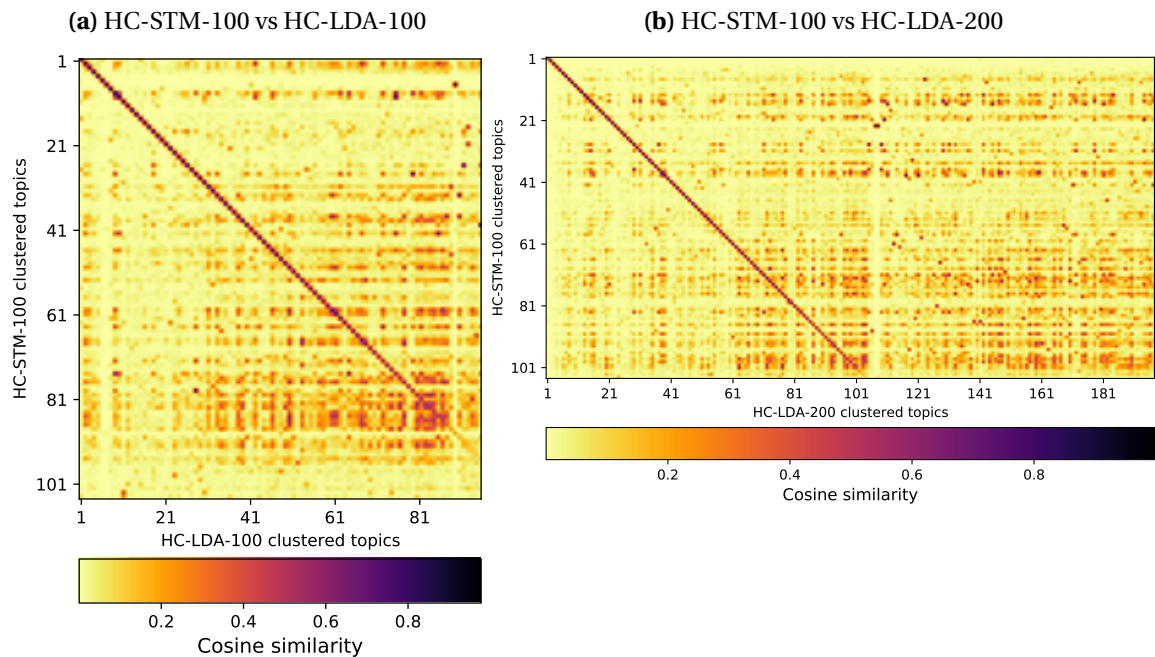 (a) HC-STM-100 vs HC-LDA-100
1
21
41
61
81
101
HC-STM-100 clustered topics
1 21 41 61 81
HC-LDA-100 clustered topics
0.2 0.4 0.6 0.8
Cosine similarity
(b) HC-STM-100 vs HC-LDA-200
1
21
41
61
81
101
HC-STM-100 clustered topics
1 21 41 61 81 101 121 141 161 181
HC-LDA-200 clustered topics
0.2 0.4 0.6 0.8
Cosine similarity